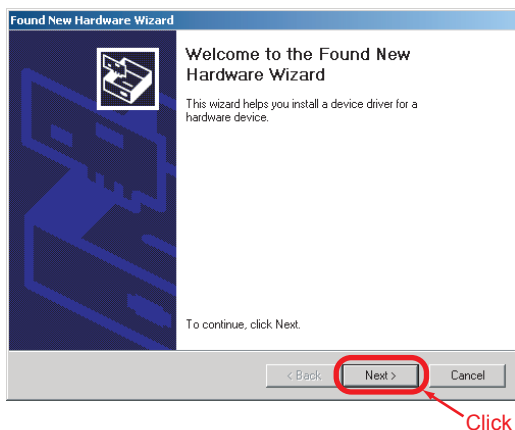 Found New Hardware Wizard
Welcome to the Found New
Hardware Wizard
This wizard helps you install a device driver for a
hardware device.
To continue, click Next.
< Back
Next >
Cancel
Click